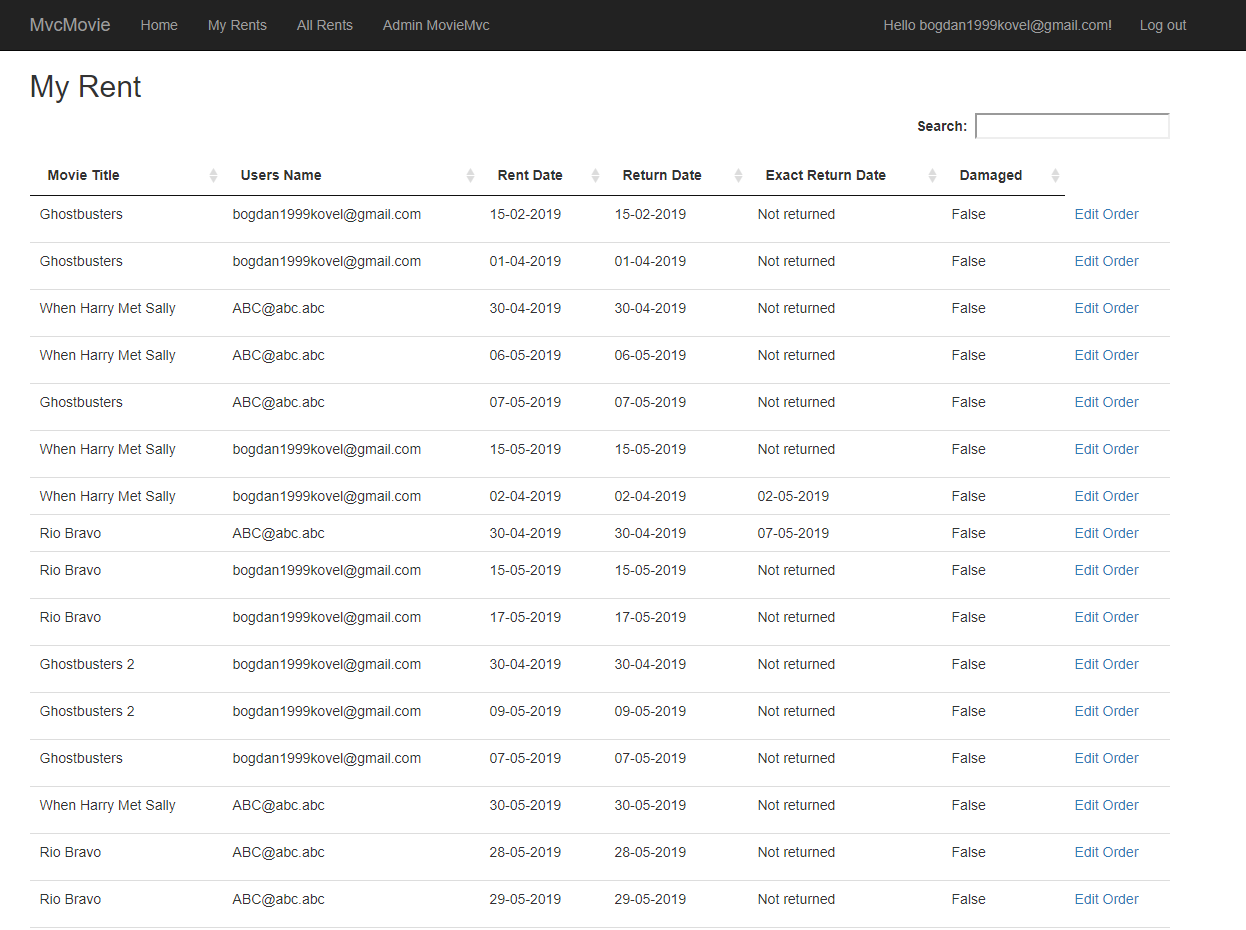 MvcMovie Home My Rents All Rents Admin MovieMvc Hello bogdan1999kovel@gmail.com! Log out
My Rent
Search:
Movie Title Users Name Rent Date Return Date Exact Return Date Damaged
Ghostbusters bogdan1999kovel@gmail.com 15-02-2019 15-02-2019 Not returned False Edit Order
Ghostbusters bogdan1999kovel@gmail.com 01-04-2019 01-04-2019 Not returned False Edit Order
When Harry Met Sally ABC@abc.abc 30-04-2019 30-04-2019 Not returned False Edit Order
When Harry Met Sally ABC@abc.abc 06-05-2019 06-05-2019 Not returned False Edit Order
Ghostbusters ABC@abc.abc 07-05-2019 07-05-2019 Not returned False Edit Order
When Harry Met Sally bogdan1999kovel@gmail.com 15-05-2019 15-05-2019 Not returned False Edit Order
When Harry Met Sally bogdan1999kovel@gmail.com 02-04-2019 02-04-2019 02-05-2019 False Edit Order
Rio Bravo ABC@abc.abc 30-04-2019 30-04-2019 07-05-2019 False Edit Order
Rio Bravo bogdan1999kovel@gmail.com 15-05-2019 15-05-2019 Not returned False Edit Order
Rio Bravo bogdan1999kovel@gmail.com 17-05-2019 17-05-2019 Not returned False Edit Order
Ghostbusters 2 bogdan1999kovel@gmail.com 30-04-2019 30-04-2019 Not returned False Edit Order
Ghostbusters 2 bogdan1999kovel@gmail.com 09-05-2019 09-05-2019 Not returned False Edit Order
Ghostbusters bogdan1999kovel@gmail.com 07-05-2019 07-05-2019 Not returned False Edit Order
When Harry Met Sally ABC@abc.abc 30-05-2019 30-05-2019 Not returned False Edit Order
Rio Bravo ABC@abc.abc 28-05-2019 28-05-2019 Not returned False Edit Order
Rio Bravo ABC@abc.abc 29-05-2019 29-05-2019 Not returned False Edit Order